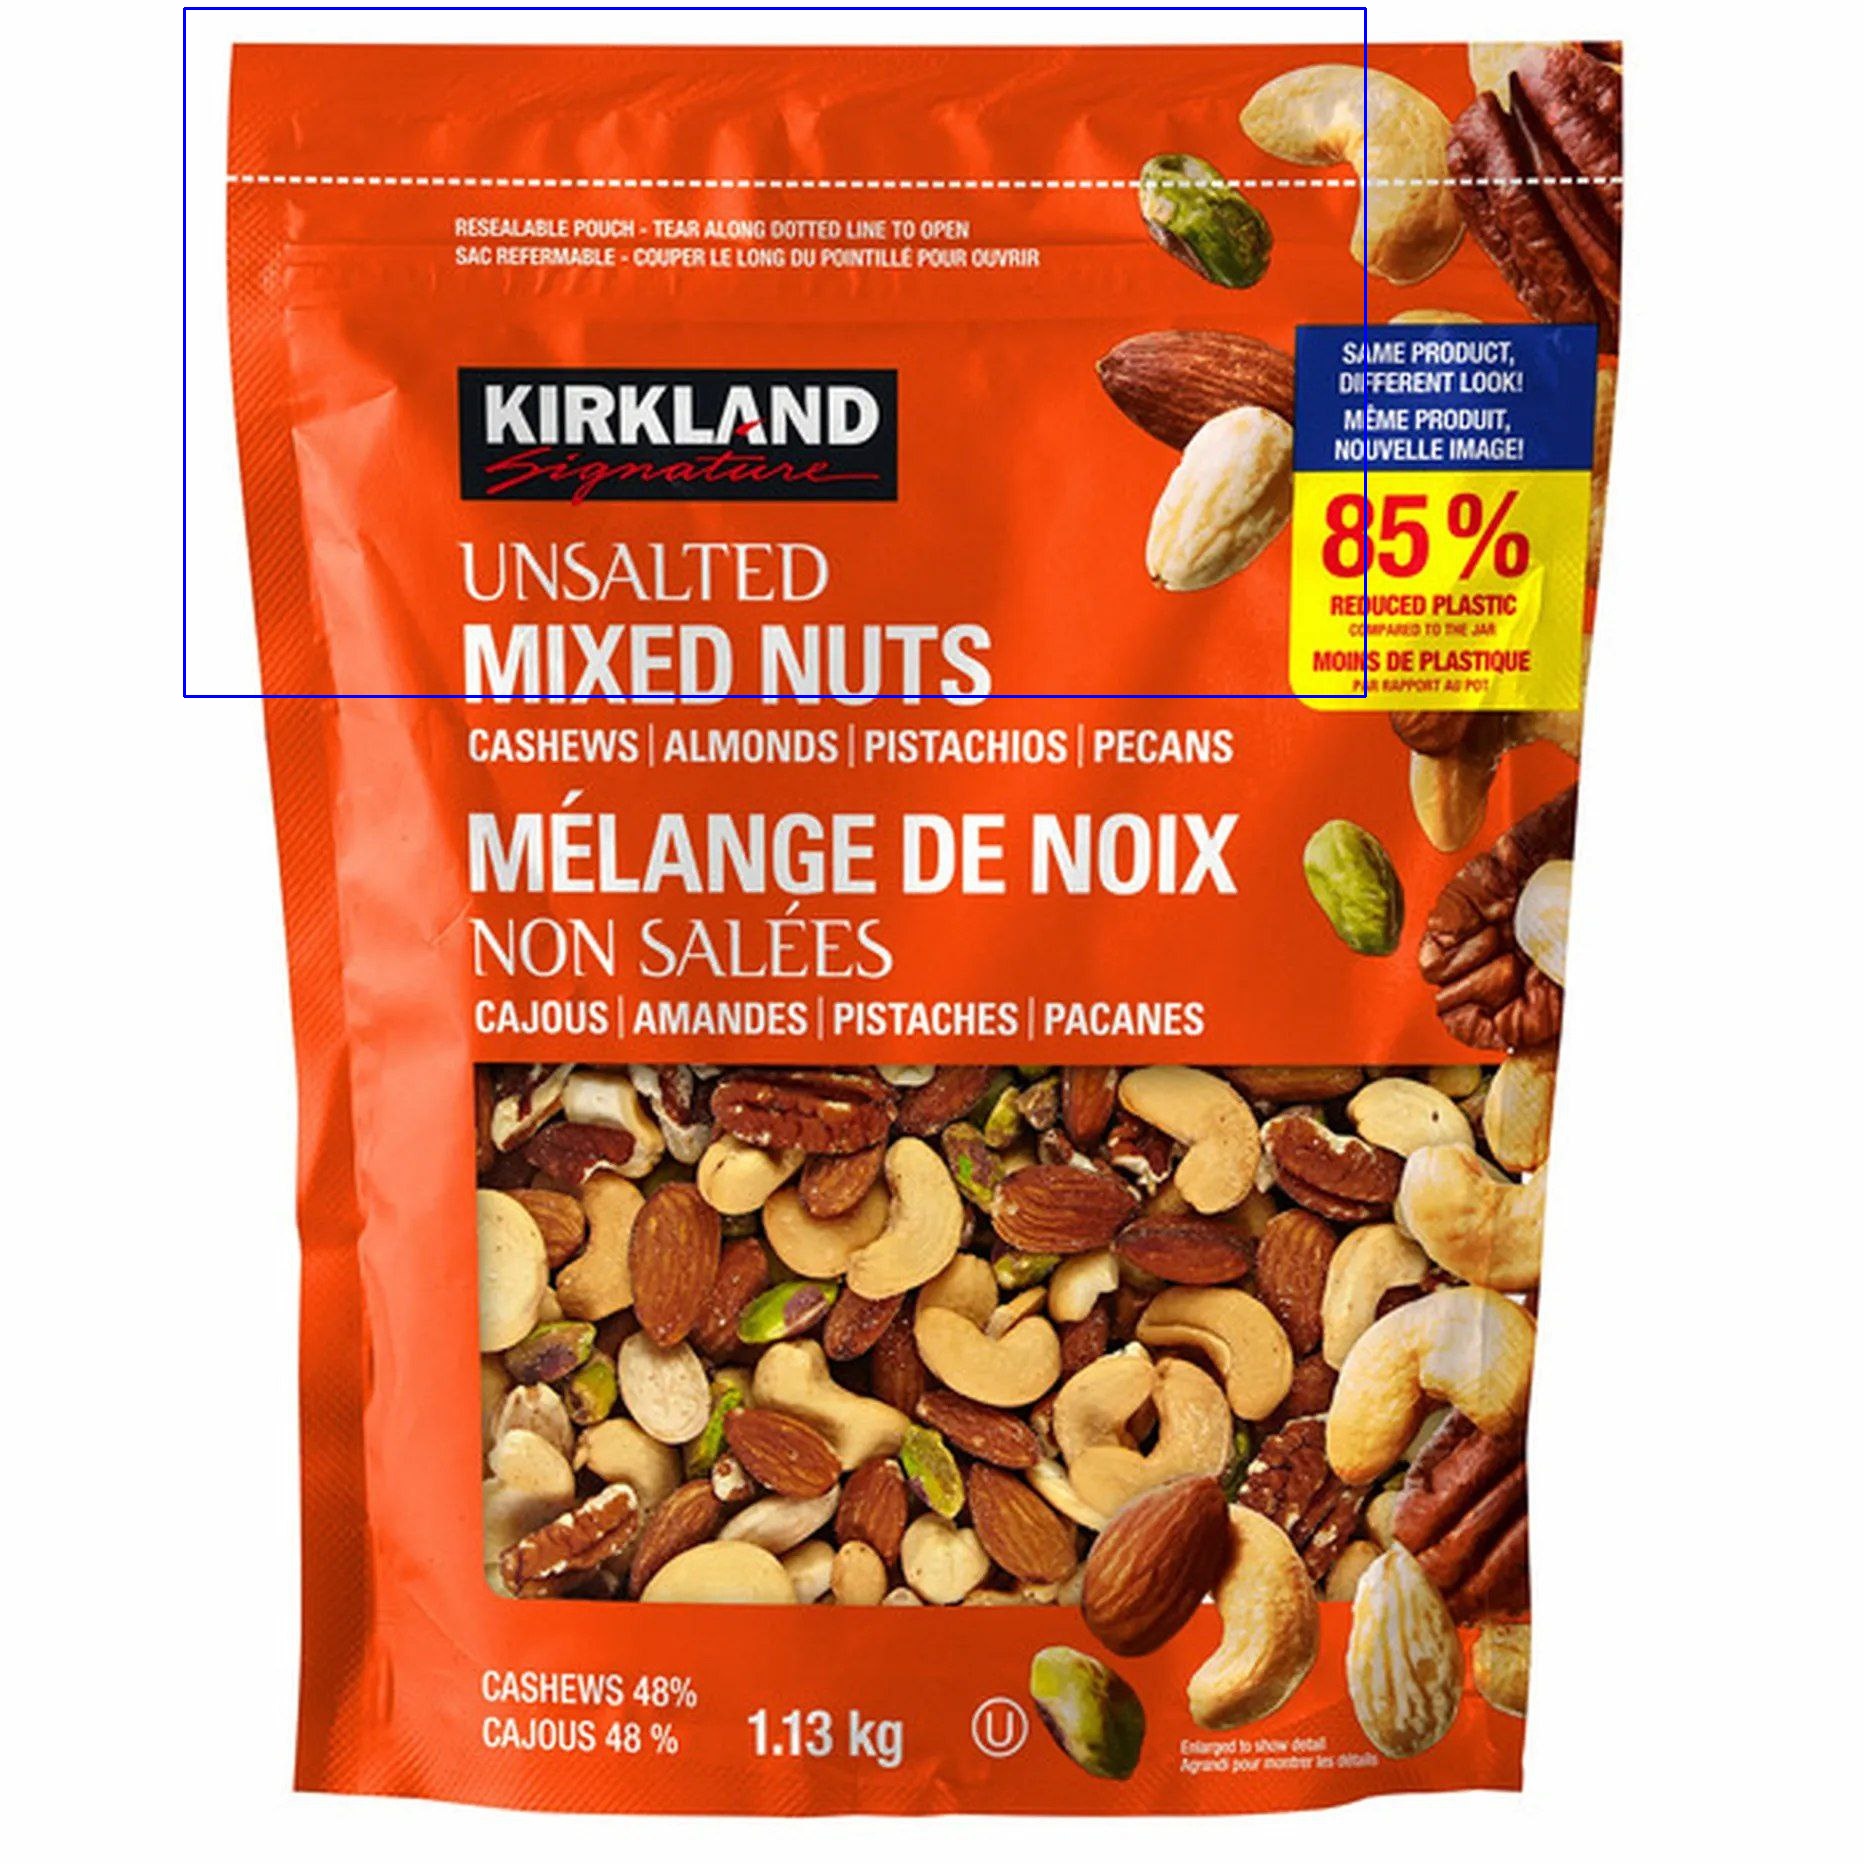 RESEALABLE POUCH - TEAR ALONG DOTTED LINE TO OPEN
SAC REFERMABLE - COUPER LE LONG DU POINTILLÉ POUR OUVRIR
KIRKLAND
Signature
SAME PRODUCT,
DIFFERENT LOOK!
MÊME PRODUIT,
NOUVELLE IMAGE!
85 %
REDUCED PLASTIC
COMPARED TO THE JAR
MOINS DE PLASTIQUE
PAR RAPPORT AU POT
UNSALTED
MIXED NUTS
CASHEWS | ALMONDS | PISTACHIOS | PECANS
MÉLANGE DE NOIX
NON SALÉES
CAJOUS | AMANDES | PISTACHES | PACANES
CASHEWS 48%
CAJOUS 48 %
1.13 kg
U
Enlarged to show detail
Agrandi pour montrer les détails